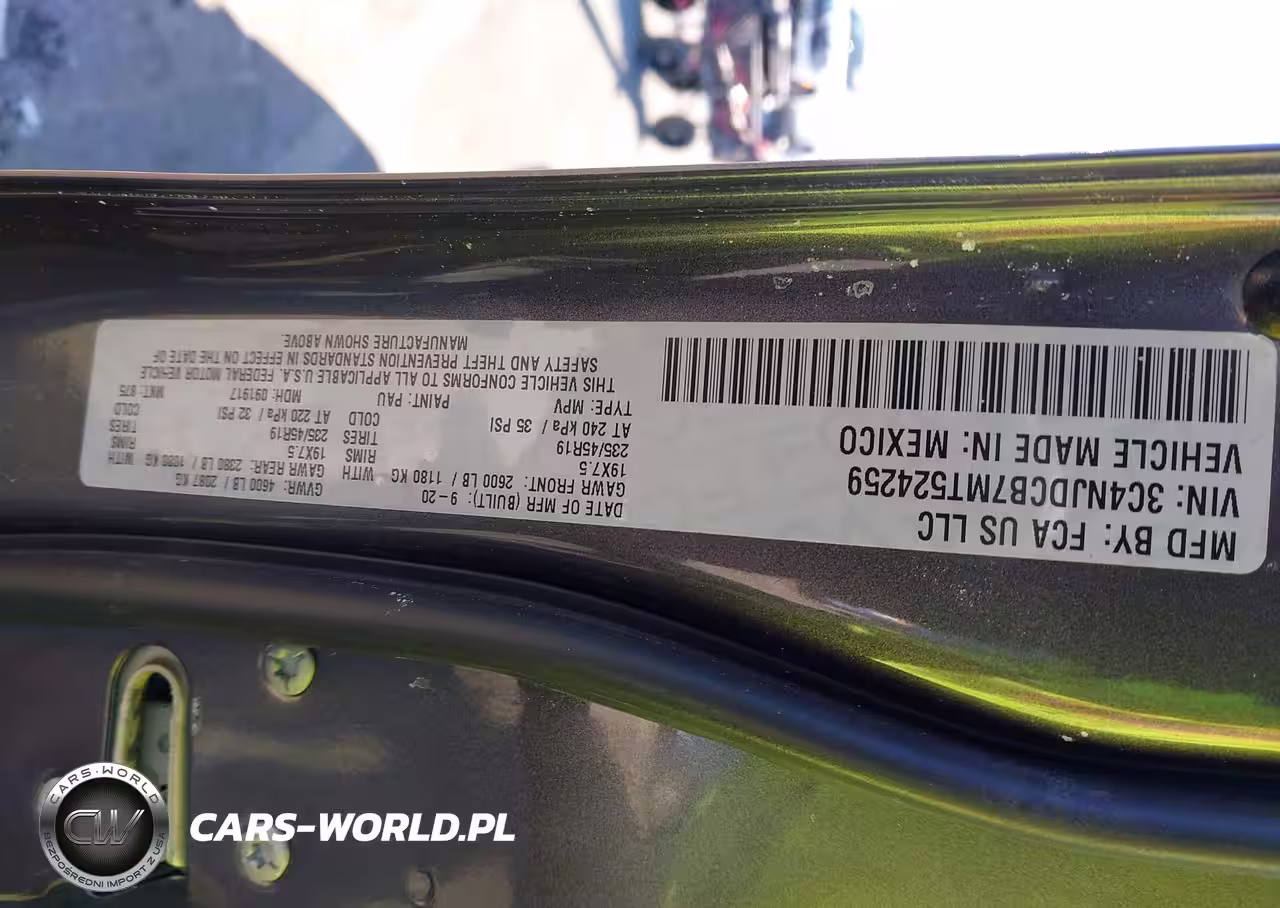 MFD BY: FCA US LLC
VIN: 3C4NJDCB7MT524259
VEHICLE MADE IN: MEXICO
DATE OF MFR (BUILT): 9-20 GVWR: 4600 LB / 2087 KG
GAWR FRONT: 2600 LB / 1180 KG WITH GAWR REAR: 2380 LB / 1080 KG WITH
19X7.5 RIMS 19X7.5 RIMS
235/45R19 TIRES 235/45R19 TIRES
AT 240 kPa / 35 PSI COLD AT 220 kPa / 32 PSI COLD
TYPE: MPV PAINT: PAU MDH: 091917 MKT: 875
THIS VEHICLE CONFORMS TO ALL APPLICABLE U.S.A. FEDERAL MOTOR VEHICLE
SAFETY AND THEFT PREVENTION STANDARDS IN EFFECT ON THE DATE OF
MANUFACTURE SHOWN ABOVE.
CARS-WORLD
CW
BEZPOŚREDNI IMPORT Z USA
CARS-WORLD.PL